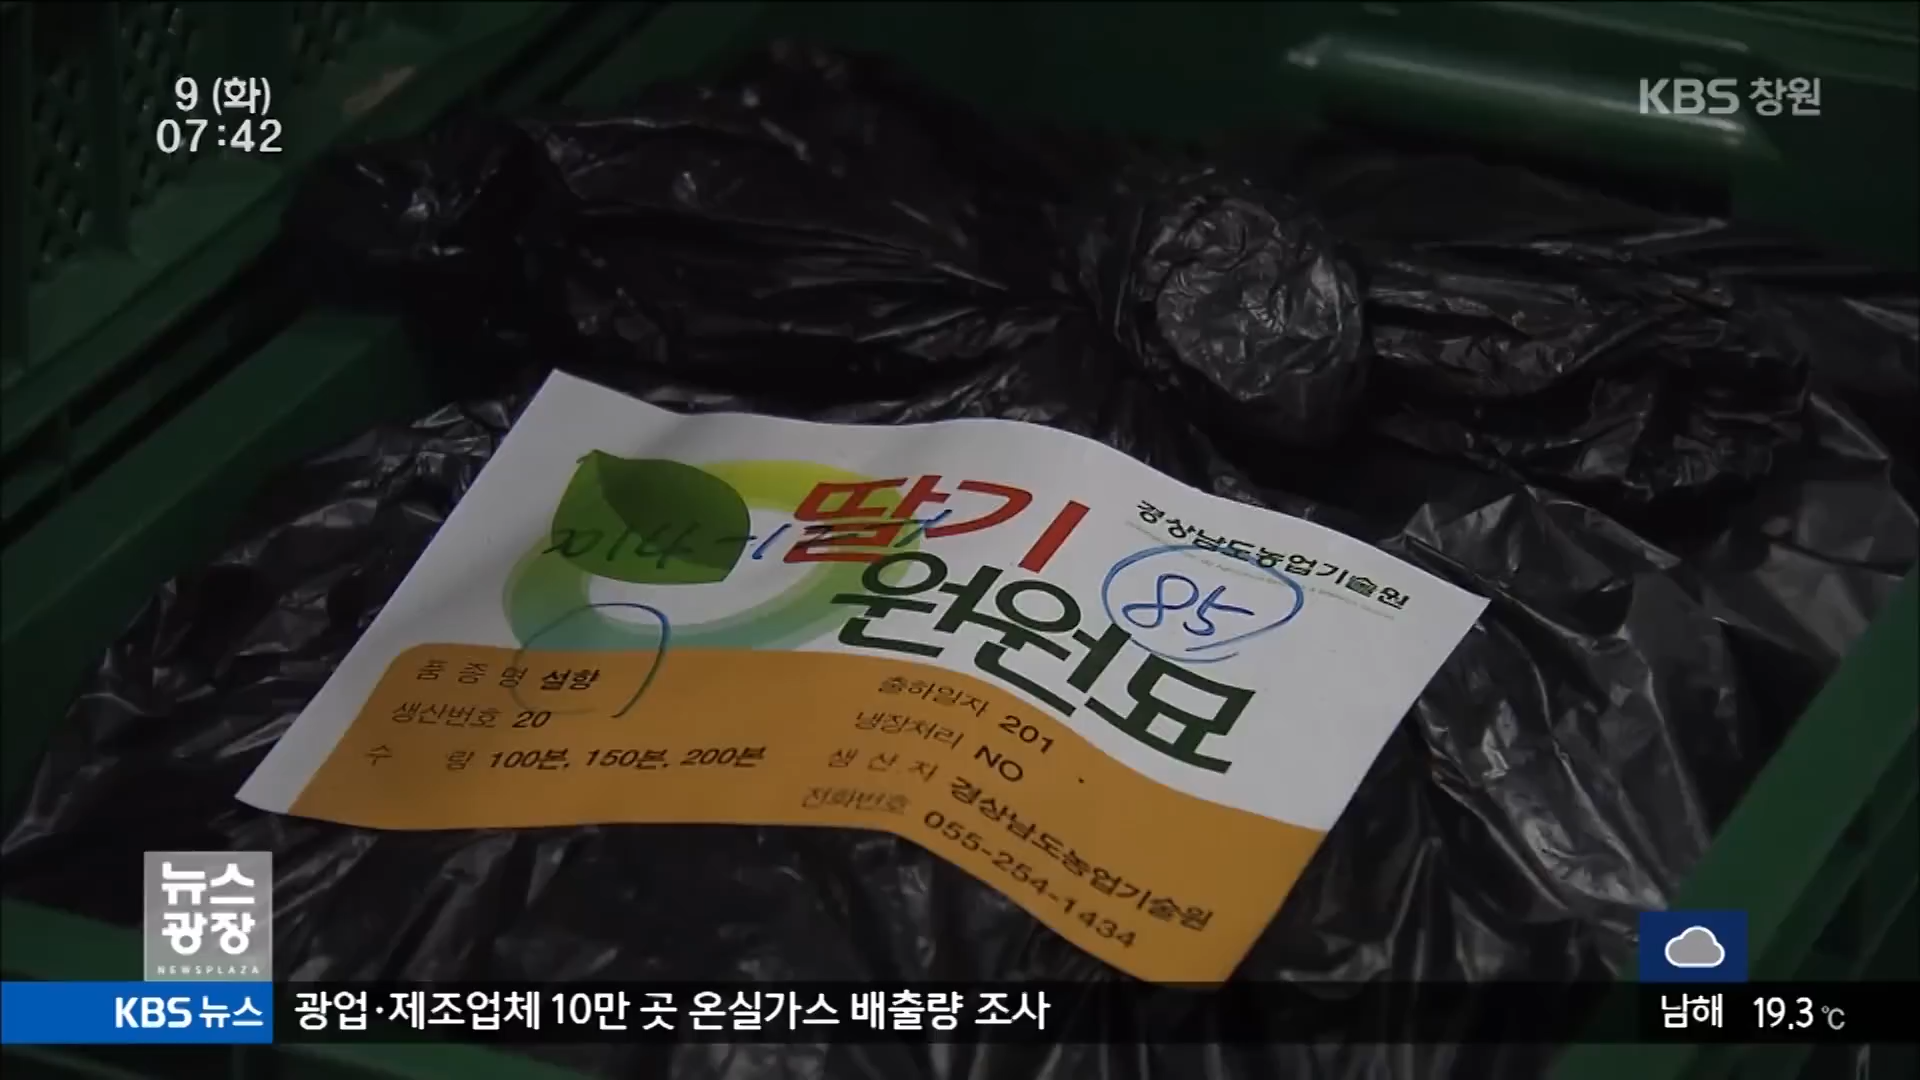 9 (화)
07:42
KBS 창원
딸기
원원묘
경상남도농업기술원
85
품종명 설향
생산번호 20
수 량 100본, 150본, 200본
출하일자 201 .
냉장처리 NO
생 산 자 경상남도농업기술원
전화번호 055-254-1434
뉴스
광장
NEWSPLAZA
KBS 뉴스
광업·제조업체 10만 곳 온실가스 배출량 조사
남해 19.3℃